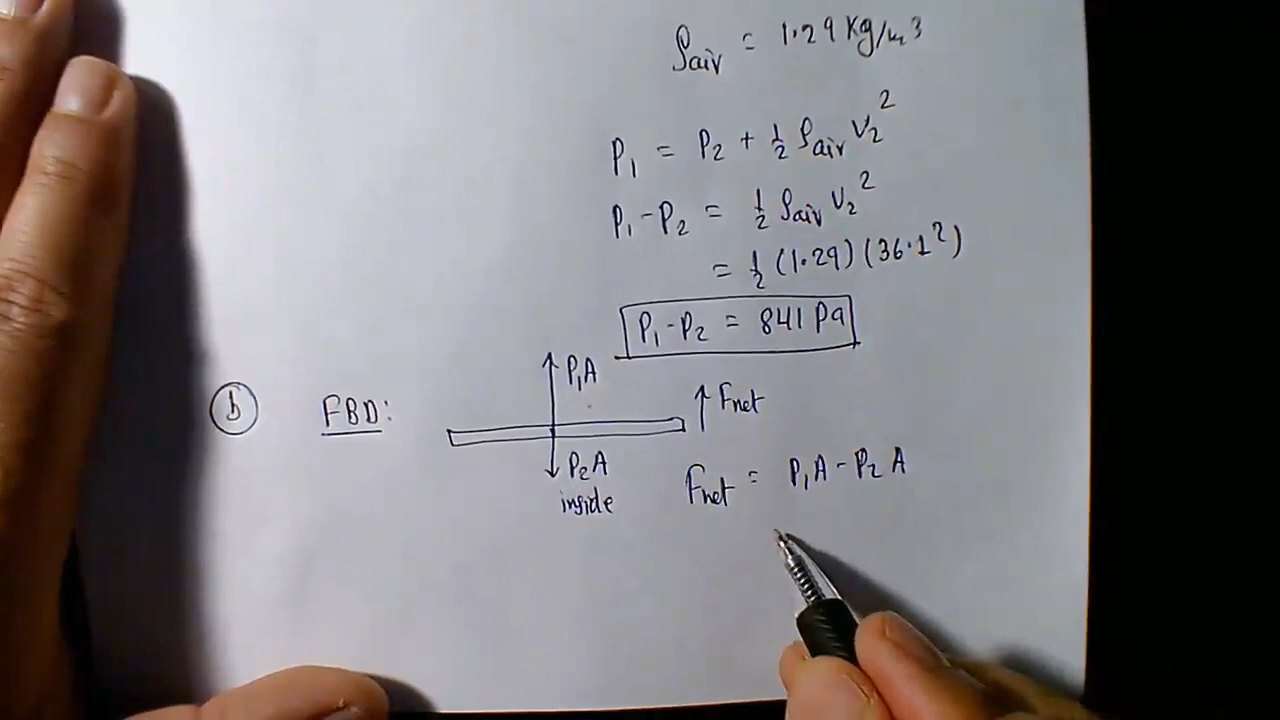 ρair = 1.29 Kg/m³
P₁ = P₂ + ½ ρair V₂²
P₁-P₂ = ½ ρair V₂²
= ½ (1.29) (36.1²)
P₁-P₂ = 841 Pa
P₁A
b FBD: Fnet
P₂A
inside
Fnet = P₁A - P₂A